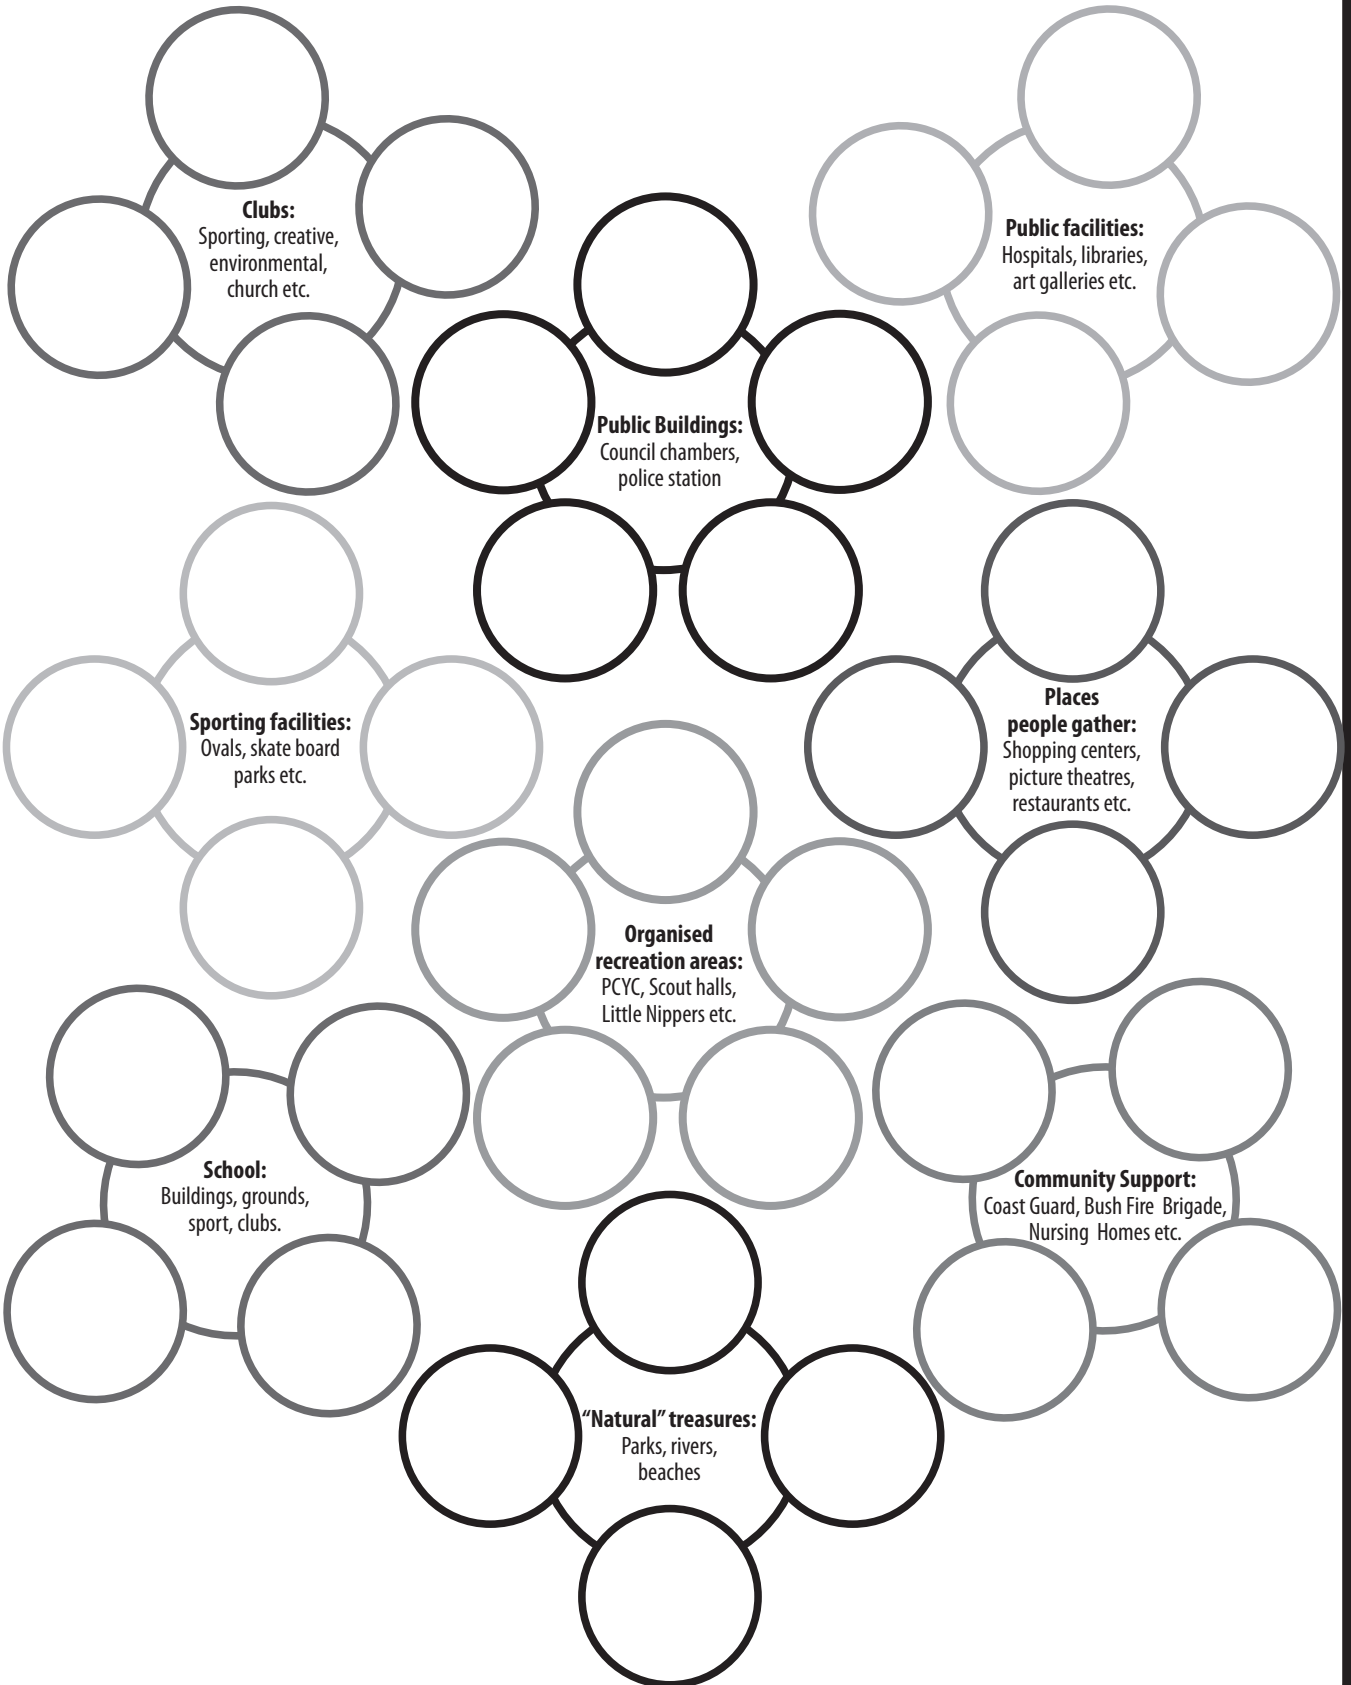 Clubs:
Sporting, creative,
environmental,
church etc.
Public facilities:
Hospitals, libraries,
art galleries etc.
Public Buildings:
Council chambers,
police station
Sporting facilities:
Ovals, skate board
parks etc.
Places
people gather:
Shopping centers,
picture theatres,
restaurants etc.
Organised
recreation areas:
PCYC, Scout halls,
Little Nippers etc.
School:
Buildings, grounds,
sport, clubs.
Community Support:
Coast Guard, Bush Fire Brigade,
Nursing Homes etc.
“Natural” treasures:
Parks, rivers,
beaches